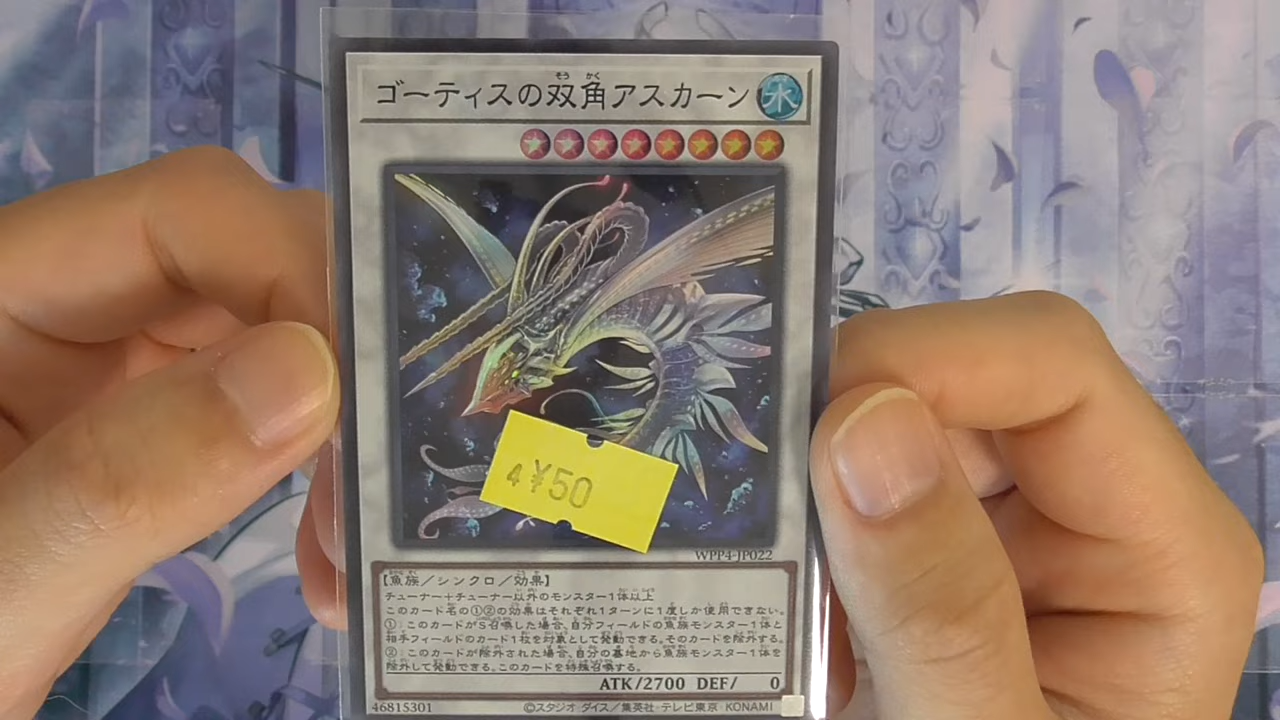 ゴーティスの双角アスカーン
水
4 ¥50
WPP4-JP022
【魚族／シンクロ／効果】
チューナー＋チューナー以外のモンスター1体以上
このカード名の①②の効果はそれぞれ1ターンに1度しか使用できない。
①：このカードがS召喚した場合、自分フィールドの魚族モンスター1体と
相手フィールドのカード1枚を対象として発動できる。そのカードを除外する。
②：このカードが除外された場合、自分の墓地から魚族モンスター1体を
除外して発動できる。このカードを特殊召喚する。
ATK/2700 DEF/ 0
46815301 ©スタジオ・ダイス／集英社・テレビ東京・KONAMI